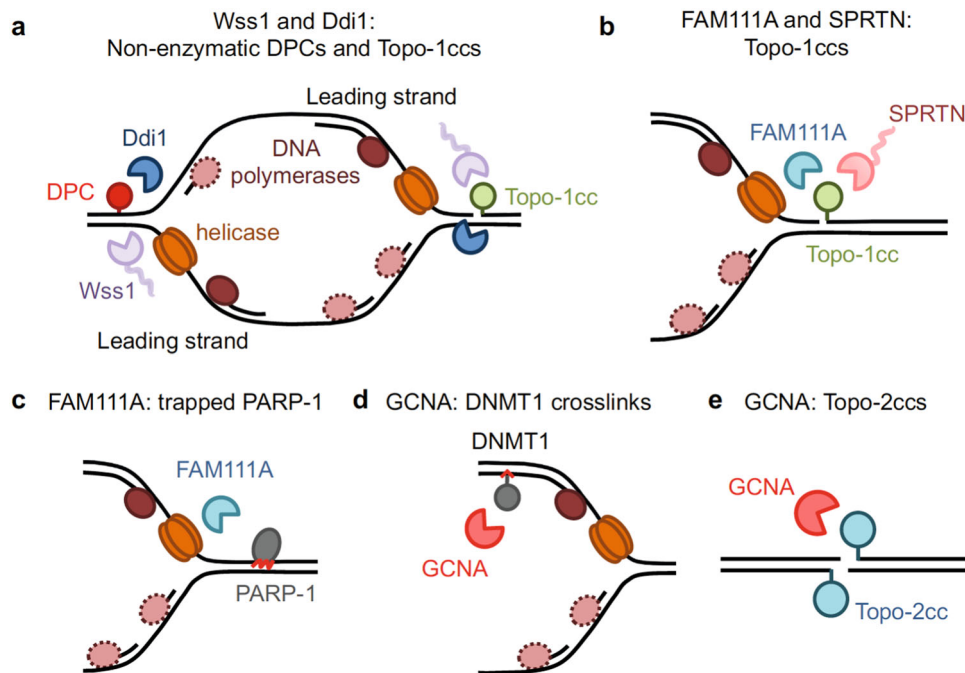 a
Wss1 and Ddi1:
Non-enzymatic DPCs and Topo-1ccs
Leading strand
Ddi1
DNA
polymerases
DPC
Topo-1cc
helicase
Wss1
Leading strand
b
FAM111A and SPRTN:
Topo-1ccs
SPRTN
FAM111A
Topo-1cc
c FAM111A: trapped PARP-1
FAM111A
PARP-1
d GCNA: DNMT1 crosslinks
DNMT1
GCNA
e GCNA: Topo-2ccs
GCNA
Topo-2cc